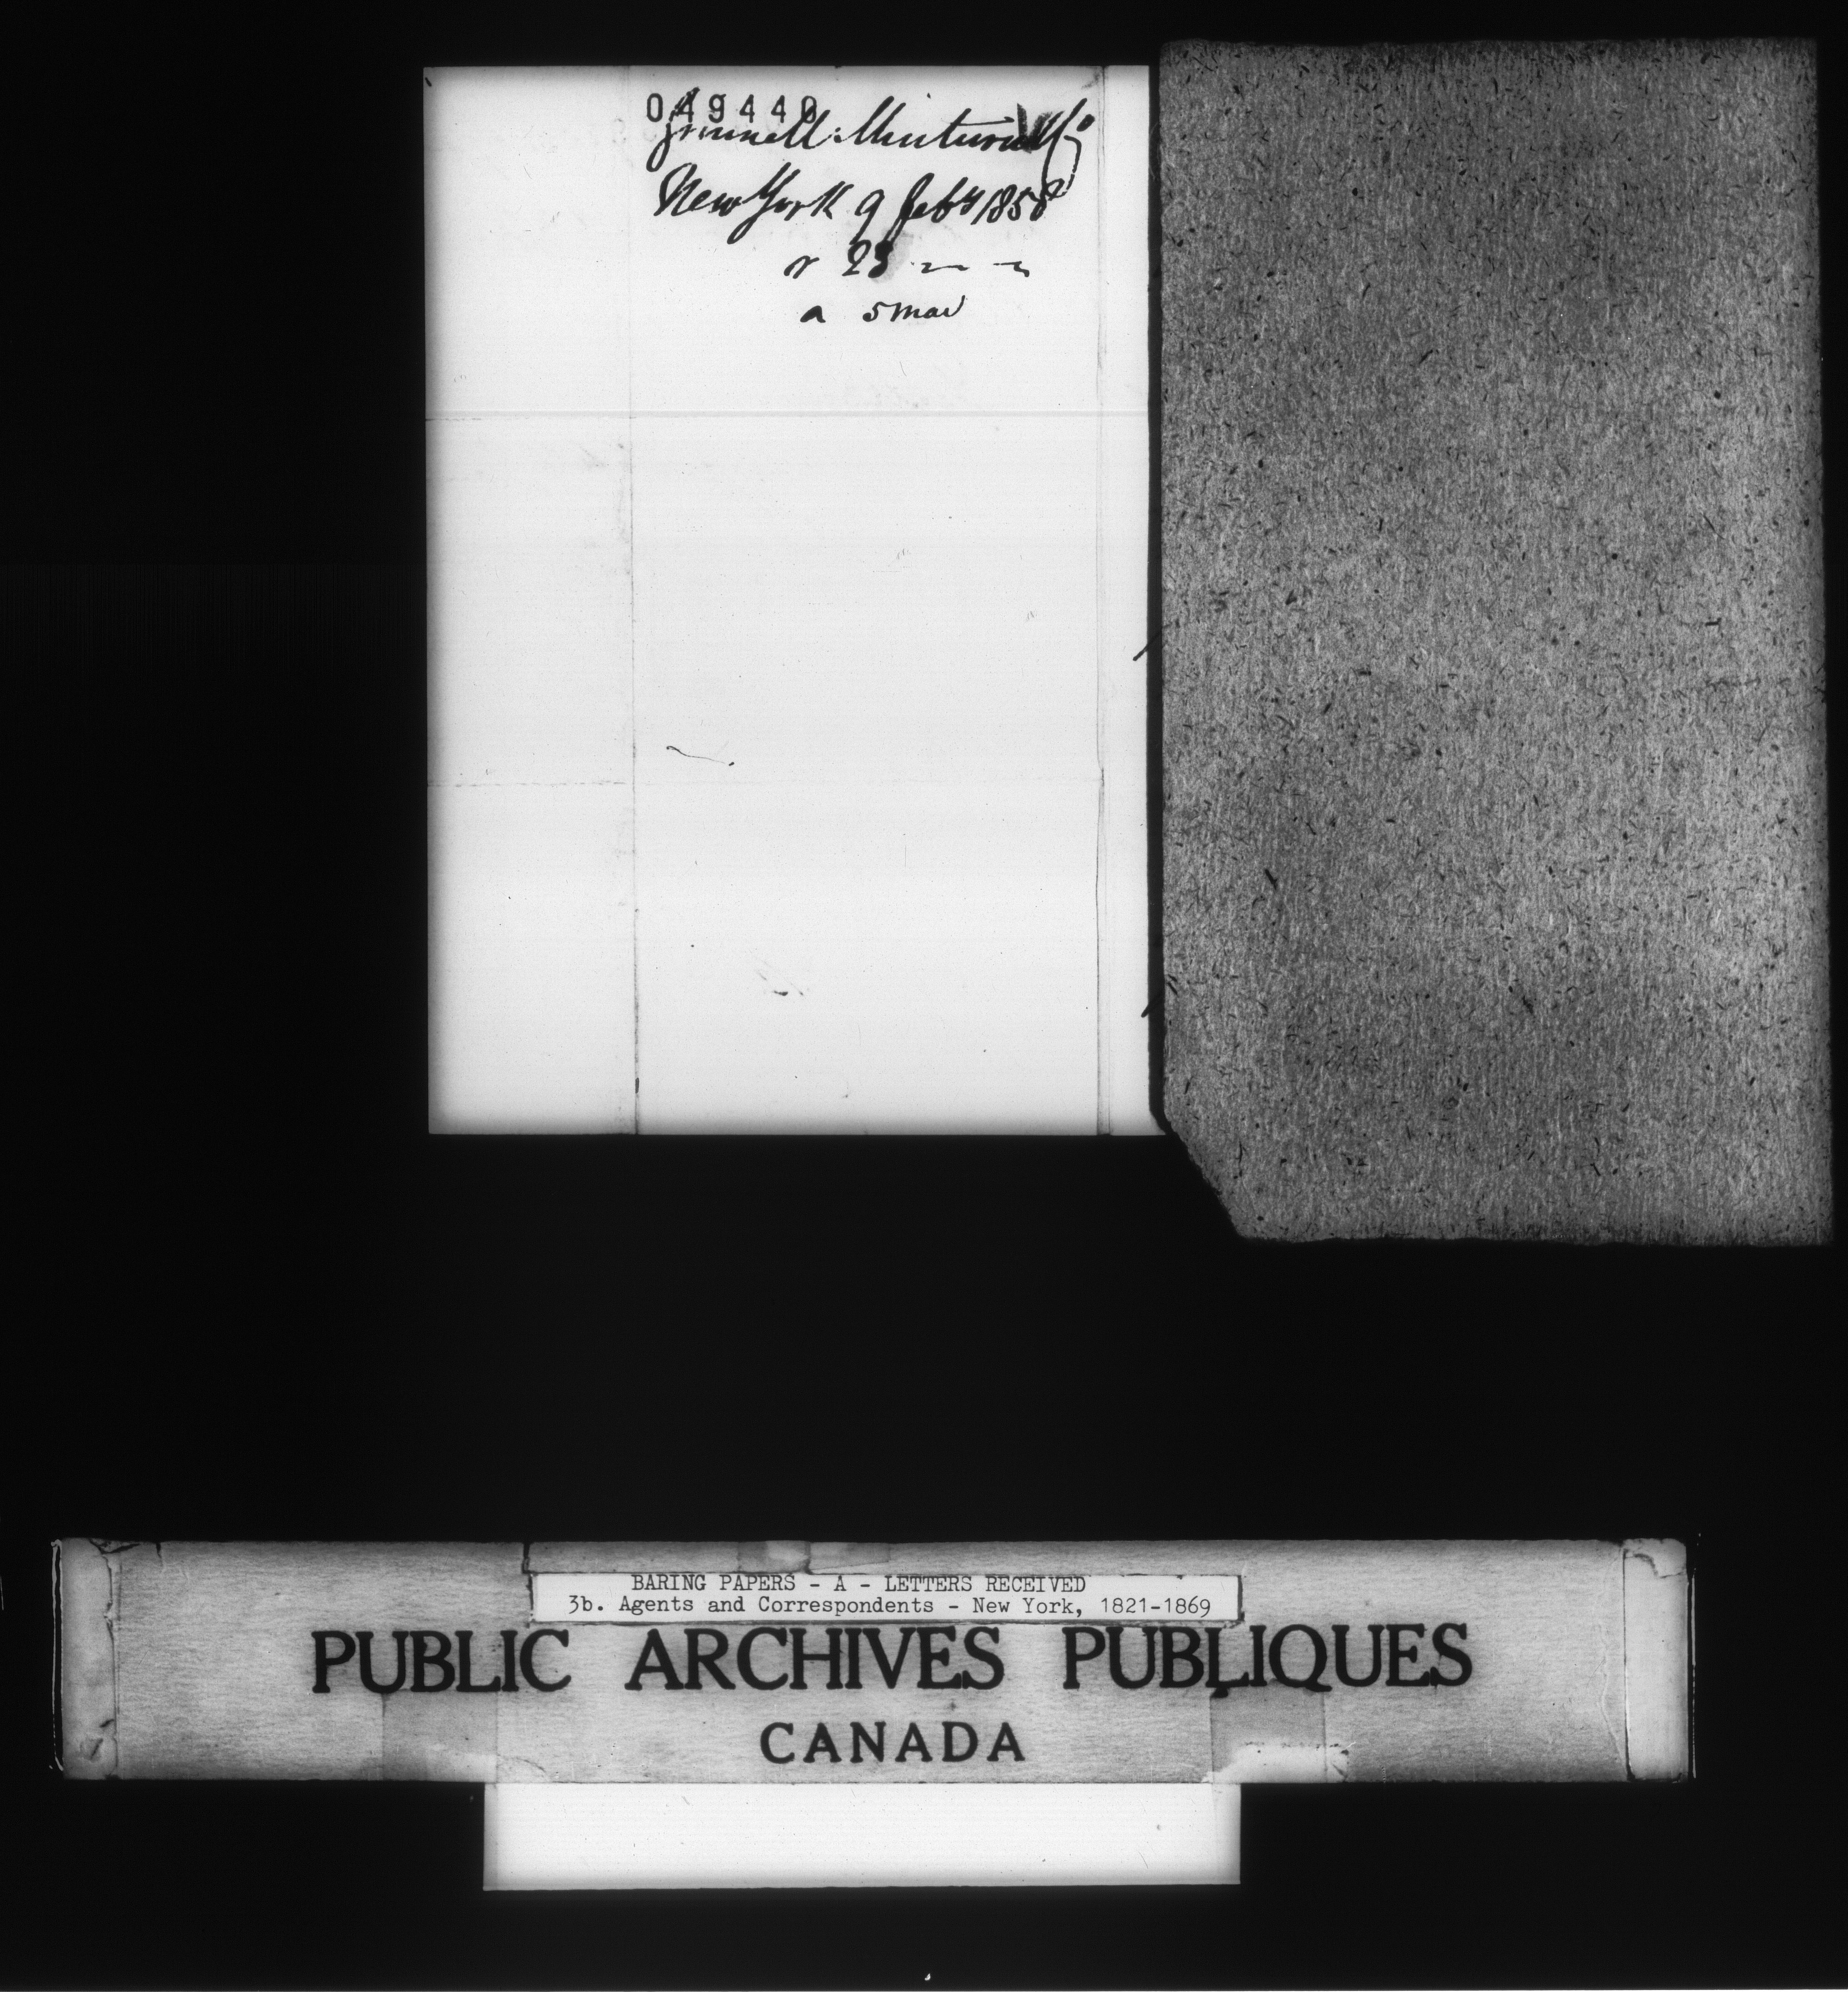 049440
Grinnell Minturn & Co
New York 9 Feby 1858
r 23 — —
a 5 Mar
BARING PAPERS - A - LETTERS RECEIVED
3b. Agents and Correspondents - New York, 1821-1869
PUBLIC ARCHIVES PUBLIQUES
CANADA